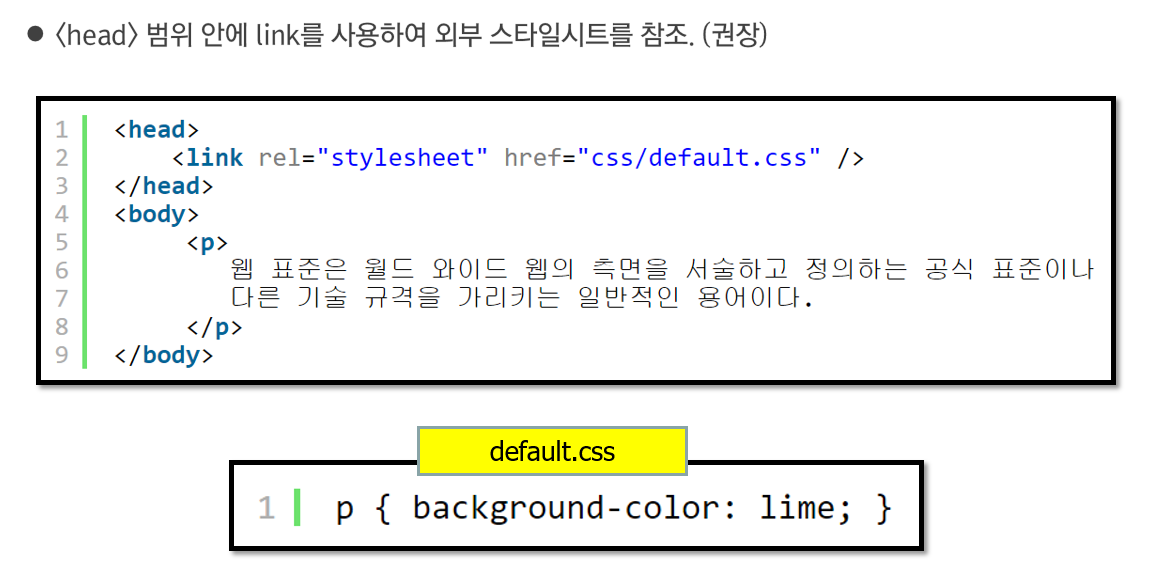 ● <head> 범위 안에 link를 사용하여 외부 스타일시트를 참조. (권장)
1 <head>
2 <link rel="stylesheet" href="css/default.css" />
3 </head>
4 <body>
5 <p>
6 웹 표준은 월드 와이드 웹의 측면을 서술하고 정의하는 공식 표준이나
7 다른 기술 규격을 가리키는 일반적인 용어이다.
8 </p>
9 </body>
default.css
1 p { background-color: lime; }